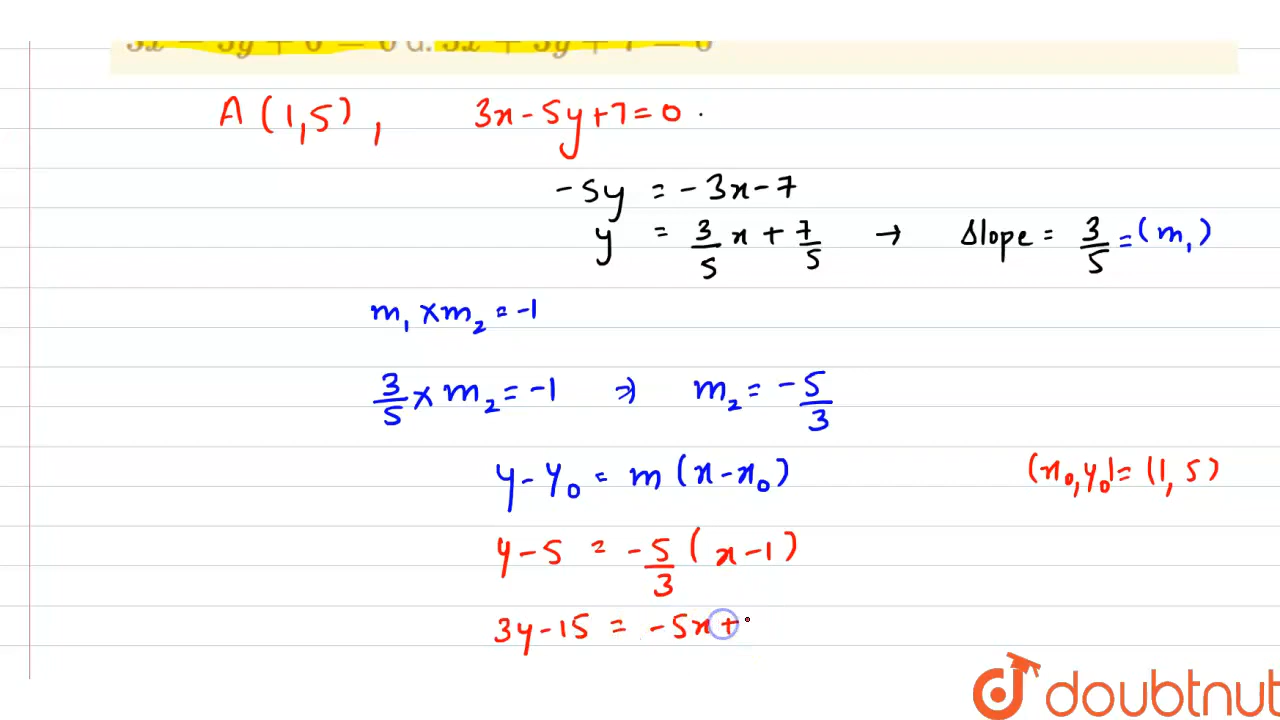 A (1,5), 3x-5y+7=0.
-5y = -3x-7
y = 3/5 x + 7/5 → Slope = 3/5 = (m₁)
m₁ × m₂ = -1
3/5 × m₂ = -1 ⇒ m₂ = -5/3
y - y₀ = m (x - x₀) (x₀, y₀) = (1, 5)
y - 5 = -5/3 (x - 1)
3y - 15 = -5x +
doubtnut